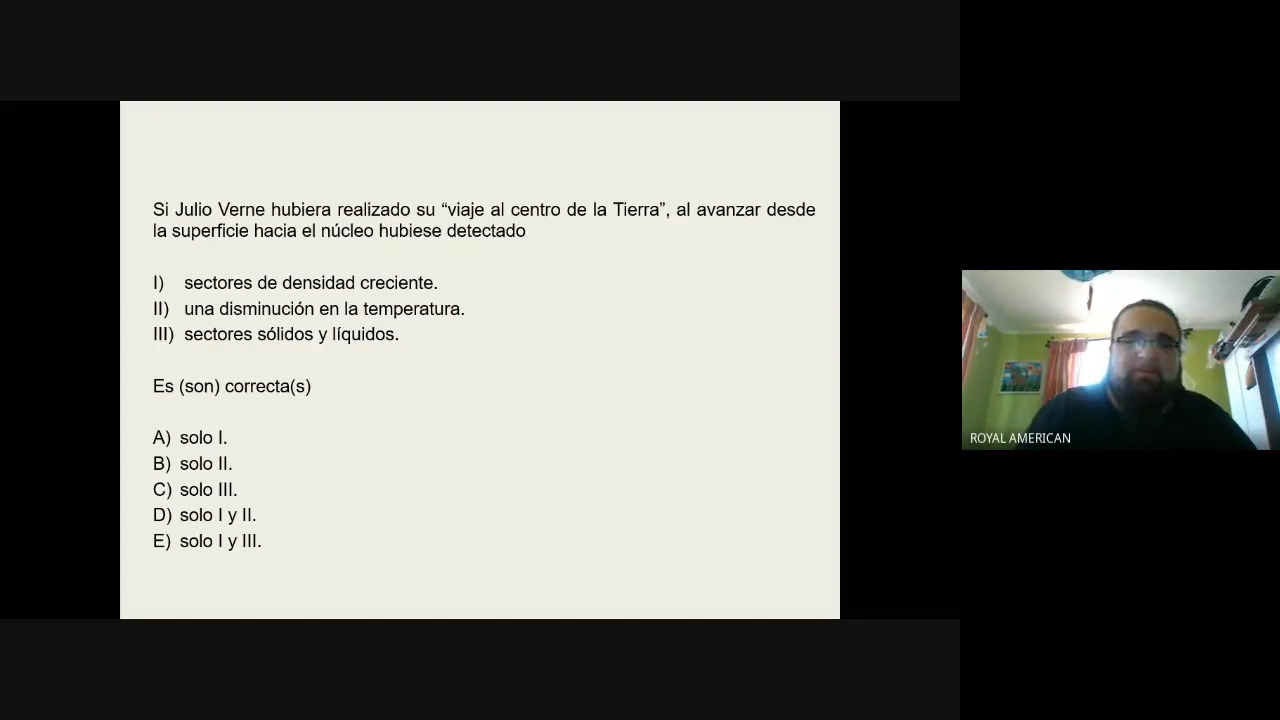 Si Julio Verne hubiera realizado su “viaje al centro de la Tierra”, al avanzar desde
la superficie hacia el núcleo hubiese detectado
I) sectores de densidad creciente.
II) una disminución en la temperatura.
III) sectores sólidos y líquidos.
Es (son) correcta(s)
A) solo I.
B) solo II.
C) solo III.
D) solo I y II.
E) solo I y III.
ROYAL AMERICAN